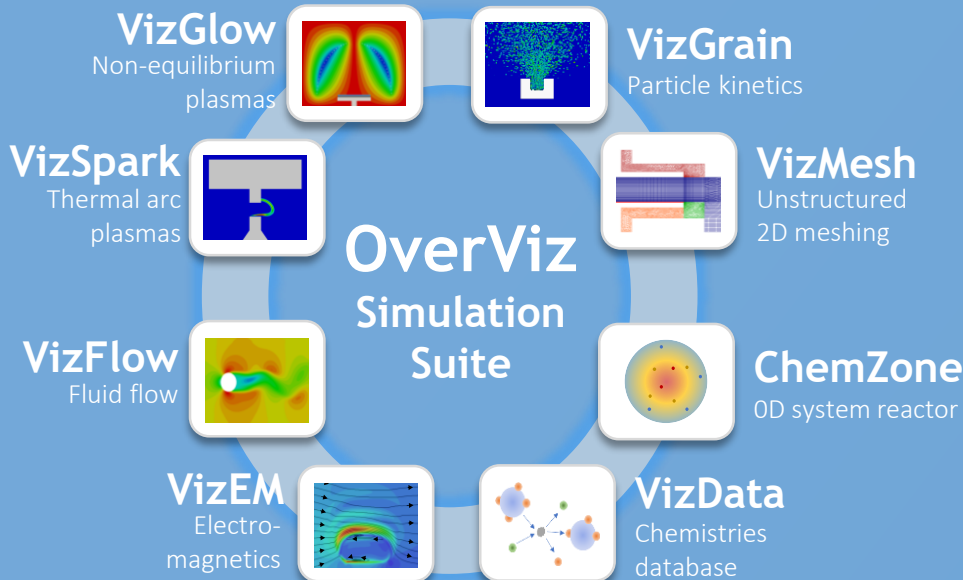 VizGlow
Non-equilibrium
plasmas
VizGrain
Particle kinetics
VizSpark
Thermal arc
plasmas
VizMesh
Unstructured
2D meshing
OverViz
Simulation
Suite
VizFlow
Fluid flow
ChemZone
0D system reactor
VizEM
Electro-
magnetics
VizData
Chemistries
database